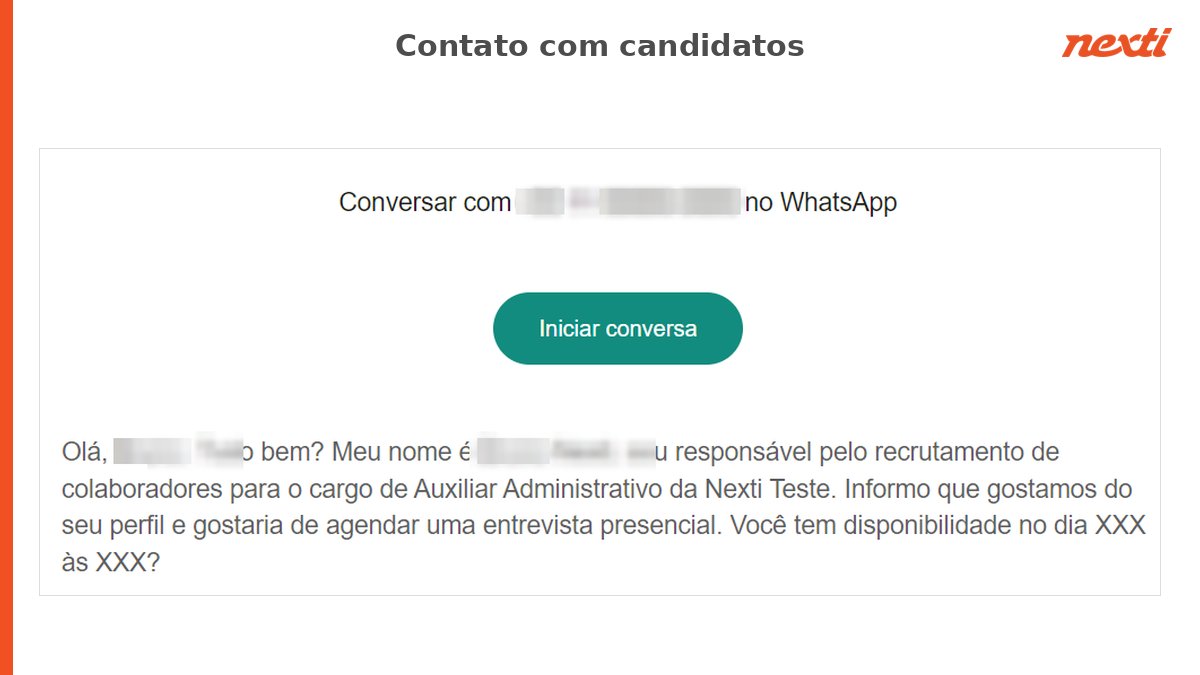 Contato com candidatos
nexti
Conversar com no WhatsApp
Iniciar conversa
Olá, bem? Meu nome é responsável pelo recrutamento de
colaboradores para o cargo de Auxiliar Administrativo da Nexti Teste. Informo que gostamos do
seu perfil e gostaria de agendar uma entrevista presencial. Você tem disponibilidade no dia XXX
às XXX?